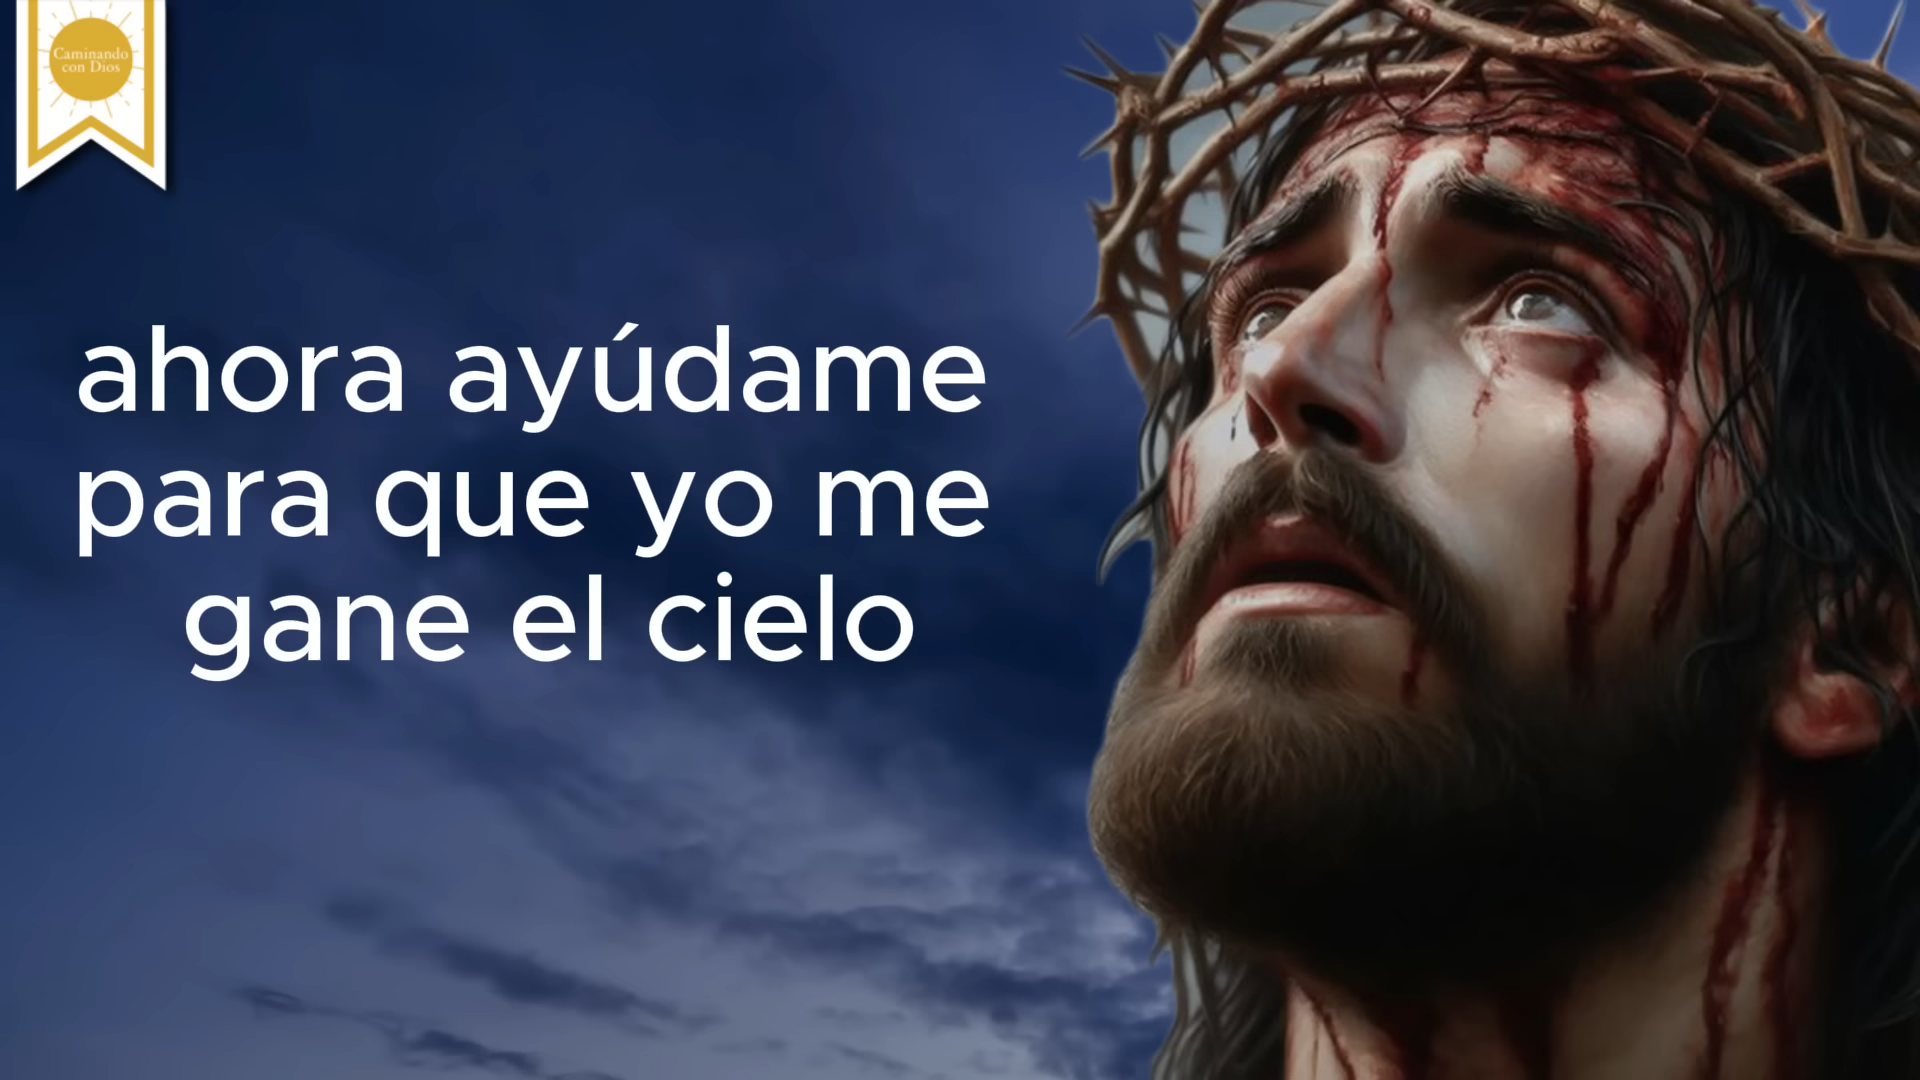 Caminando
con Dios
ahora ayúdame
para que yo me
gane el cielo